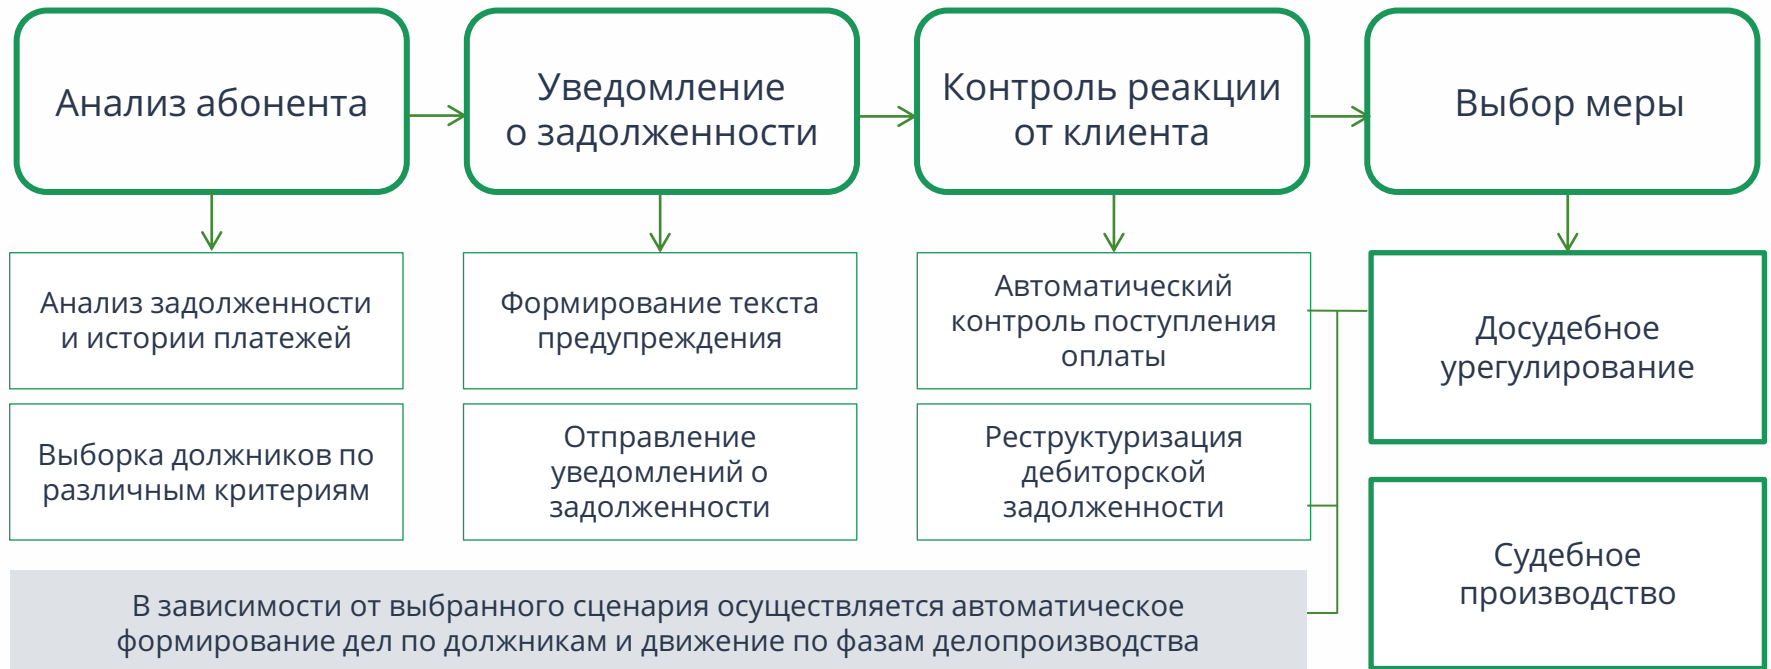 Анализ абонента
Уведомление
о задолженности
Контроль реакции
от клиента
Выбор меры
Анализ задолженности
и истории платежей
Формирование текста
предупреждения
Автоматический
контроль поступления
оплаты
Досудебное
урегулирование
Выборка должников по
различным критериям
Отправление
уведомлений о
задолженности
Реструктуризация
дебиторской
задолженности
Судебное
производство
В зависимости от выбранного сценария осуществляется автоматическое
формирование дел по должникам и движение по фазам делопроизводства